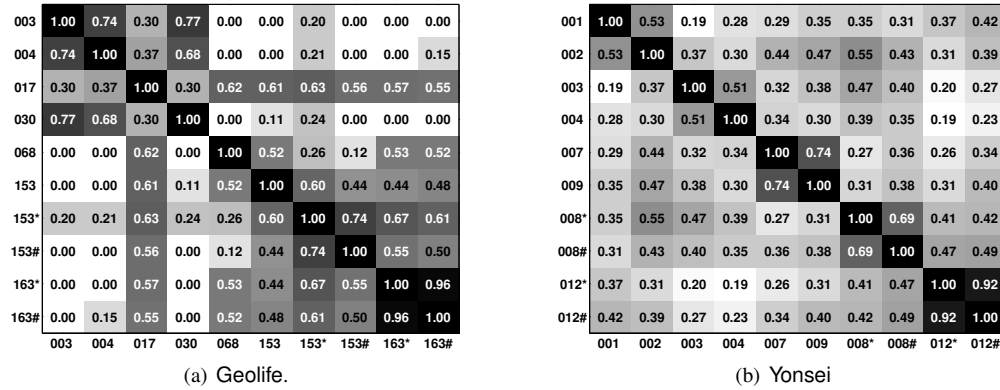 003 1.00 0.74 0.30 0.77 0.00 0.00 0.20 0.00 0.00 0.00
004 0.74 1.00 0.37 0.68 0.00 0.00 0.21 0.00 0.00 0.15
017 0.30 0.37 1.00 0.30 0.62 0.61 0.63 0.56 0.57 0.55
030 0.77 0.68 0.30 1.00 0.00 0.11 0.24 0.00 0.00 0.00
068 0.00 0.00 0.62 0.00 1.00 0.52 0.26 0.12 0.53 0.52
153 0.00 0.00 0.61 0.11 0.52 1.00 0.60 0.44 0.44 0.48
153* 0.20 0.21 0.63 0.24 0.26 0.60 1.00 0.74 0.67 0.61
153# 0.00 0.00 0.56 0.00 0.12 0.44 0.74 1.00 0.55 0.50
163* 0.00 0.00 0.57 0.00 0.53 0.44 0.67 0.55 1.00 0.96
163# 0.00 0.15 0.55 0.00 0.52 0.48 0.61 0.50 0.96 1.00
003 004 017 030 068 153 153* 153# 163* 163#
(a) Geolife.
001 1.00 0.53 0.19 0.28 0.29 0.35 0.35 0.31 0.37 0.42
002 0.53 1.00 0.37 0.30 0.44 0.47 0.55 0.43 0.31 0.39
003 0.19 0.37 1.00 0.51 0.32 0.38 0.47 0.40 0.20 0.27
004 0.28 0.30 0.51 1.00 0.34 0.30 0.39 0.35 0.19 0.23
007 0.29 0.44 0.32 0.34 1.00 0.74 0.27 0.36 0.26 0.34
009 0.35 0.47 0.38 0.30 0.74 1.00 0.31 0.38 0.31 0.40
008* 0.35 0.55 0.47 0.39 0.27 0.31 1.00 0.69 0.41 0.42
008# 0.31 0.43 0.40 0.35 0.36 0.38 0.69 1.00 0.47 0.49
012* 0.37 0.31 0.20 0.19 0.26 0.31 0.41 0.47 1.00 0.92
012# 0.42 0.39 0.27 0.23 0.34 0.40 0.42 0.49 0.92 1.00
001 002 003 004 007 009 008* 008# 012* 012#
(b) Yonsei